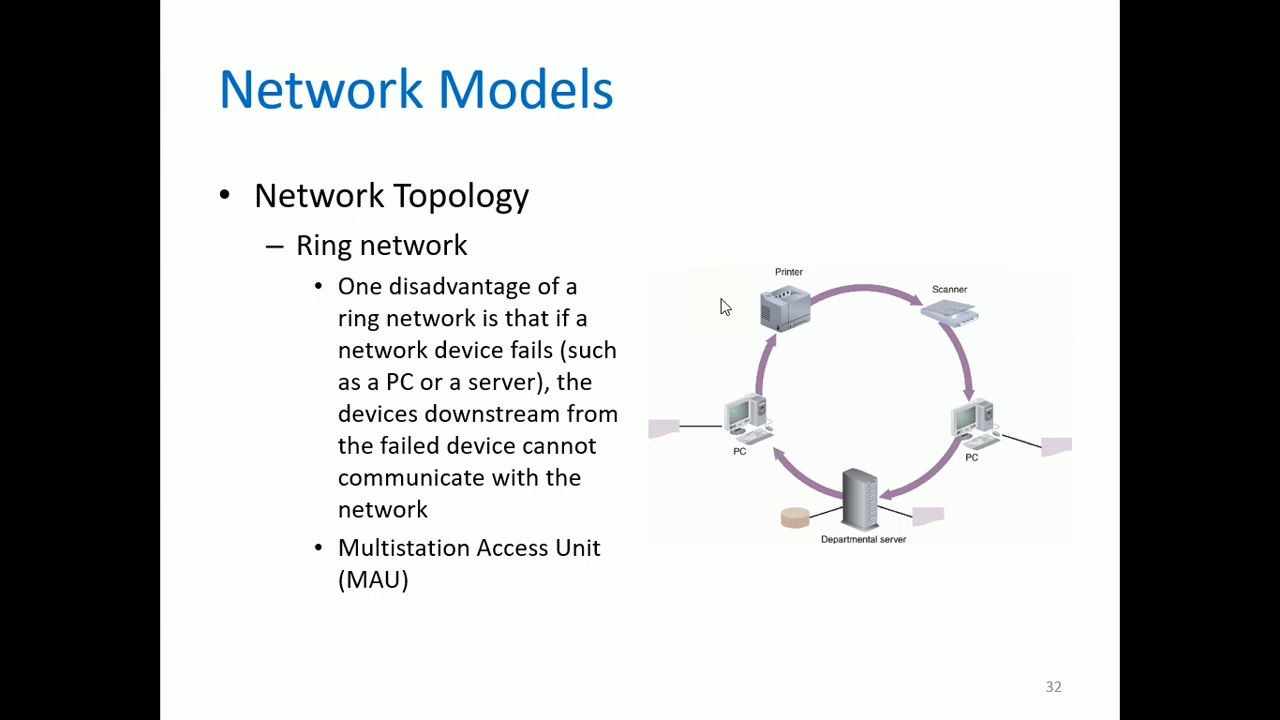 Network Models
• Network Topology
– Ring network
• One disadvantage of a
ring network is that if a
network device fails (such
as a PC or a server), the
devices downstream from
the failed device cannot
communicate with the
network
• Multistation Access Unit
(MAU)
Printer
Scanner
PC
PC
Departmental server
32